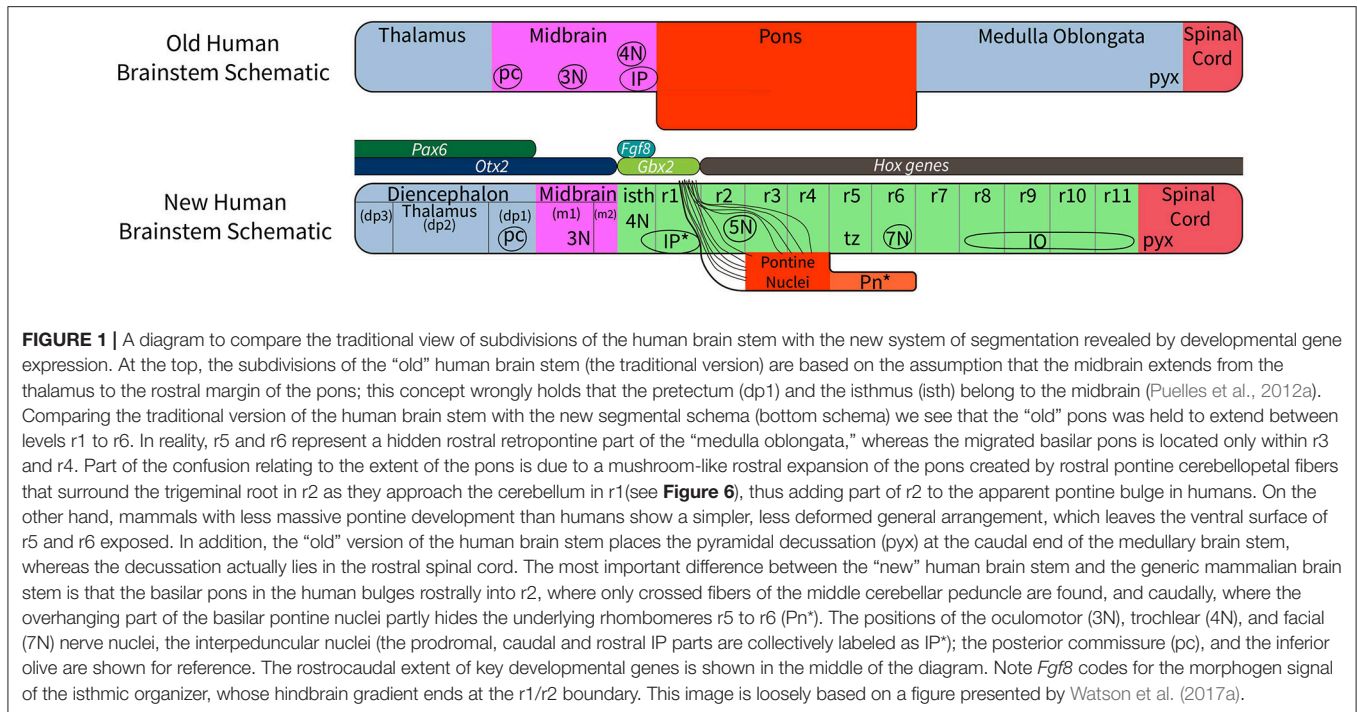 Old Human
Brainstem Schematic
Thalamus Midbrain Pons Medulla Oblongata Spinal
Cord
4N
pc 3N IP pyx
Pax6 Fgf8
Otx2 Gbx2 Hox genes
New Human
Brainstem Schematic
Diencephalon Midbrain isth r1 r2 r3 r4 r5 r6 r7 r8 r9 r10 r11 Spinal
Cord
(dp3) Thalamus (dp1) (m1) (m2) 4N 5N
(dp2)
pc 3N IP* tz 7N IO pyx
Pontine
Nuclei Pn*
FIGURE 1 | A diagram to compare the traditional view of subdivisions of the human brain stem with the new system of segmentation revealed by developmental gene
expression. At the top, the subdivisions of the “old” human brain stem (the traditional version) are based on the assumption that the midbrain extends from the
thalamus to the rostral margin of the pons; this concept wrongly holds that the pretectum (dp1) and the isthmus (isth) belong to the midbrain (Puelles et al., 2012a).
Comparing the traditional version of the human brain stem with the new segmental schema (bottom schema) we see that the “old” pons was held to extend between
levels r1 to r6. In reality, r5 and r6 represent a hidden rostral retropontine part of the “medulla oblongata,” whereas the migrated basilar pons is located only within r3
and r4. Part of the confusion relating to the extent of the pons is due to a mushroom-like rostral expansion of the pons created by rostral pontine cerebellopetal fibers
that surround the trigeminal root in r2 as they approach the cerebellum in r1(see Figure 6), thus adding part of r2 to the apparent pontine bulge in humans. On the
other hand, mammals with less massive pontine development than humans show a simpler, less deformed general arrangement, which leaves the ventral surface of
r5 and r6 exposed. In addition, the “old” version of the human brain stem places the pyramidal decussation (pyx) at the caudal end of the medullary brain stem,
whereas the decussation actually lies in the rostral spinal cord. The most important difference between the “new” human brain stem and the generic mammalian brain
stem is that the basilar pons in the human bulges rostrally into r2, where only crossed fibers of the middle cerebellar peduncle are found, and caudally, where the
overhanging part of the basilar pontine nuclei partly hides the underlying rhombomeres r5 to r6 (Pn*). The positions of the oculomotor (3N), trochlear (4N), and facial
(7N) nerve nuclei, the interpeduncular nuclei (the prodromal, caudal and rostral IP parts are collectively labeled as IP*); the posterior commissure (pc), and the inferior
olive are shown for reference. The rostrocaudal extent of key developmental genes is shown in the middle of the diagram. Note Fgf8 codes for the morphogen signal
of the isthmic organizer, whose hindbrain gradient ends at the r1/r2 boundary. This image is loosely based on a figure presented by Watson et al. (2017a).